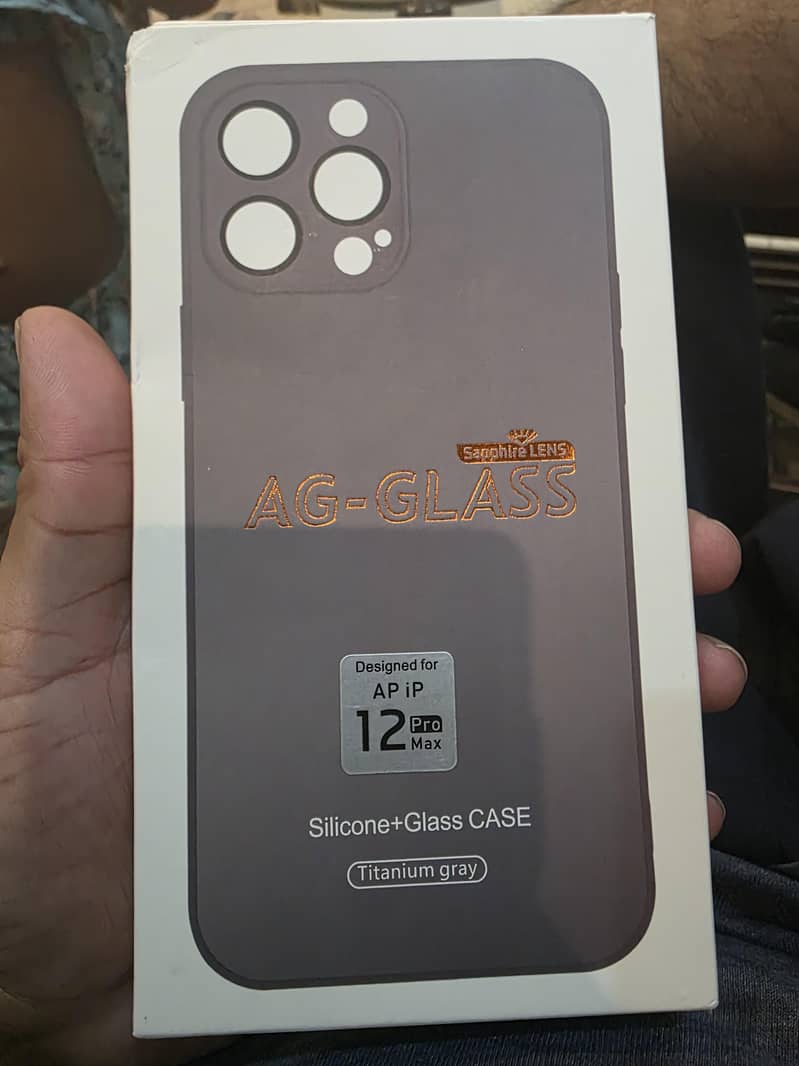 Sapphire LENS
AG-GLASS
Designed for
AP iP
12 Pro
Max
Silicone+Glass CASE
Titanium gray